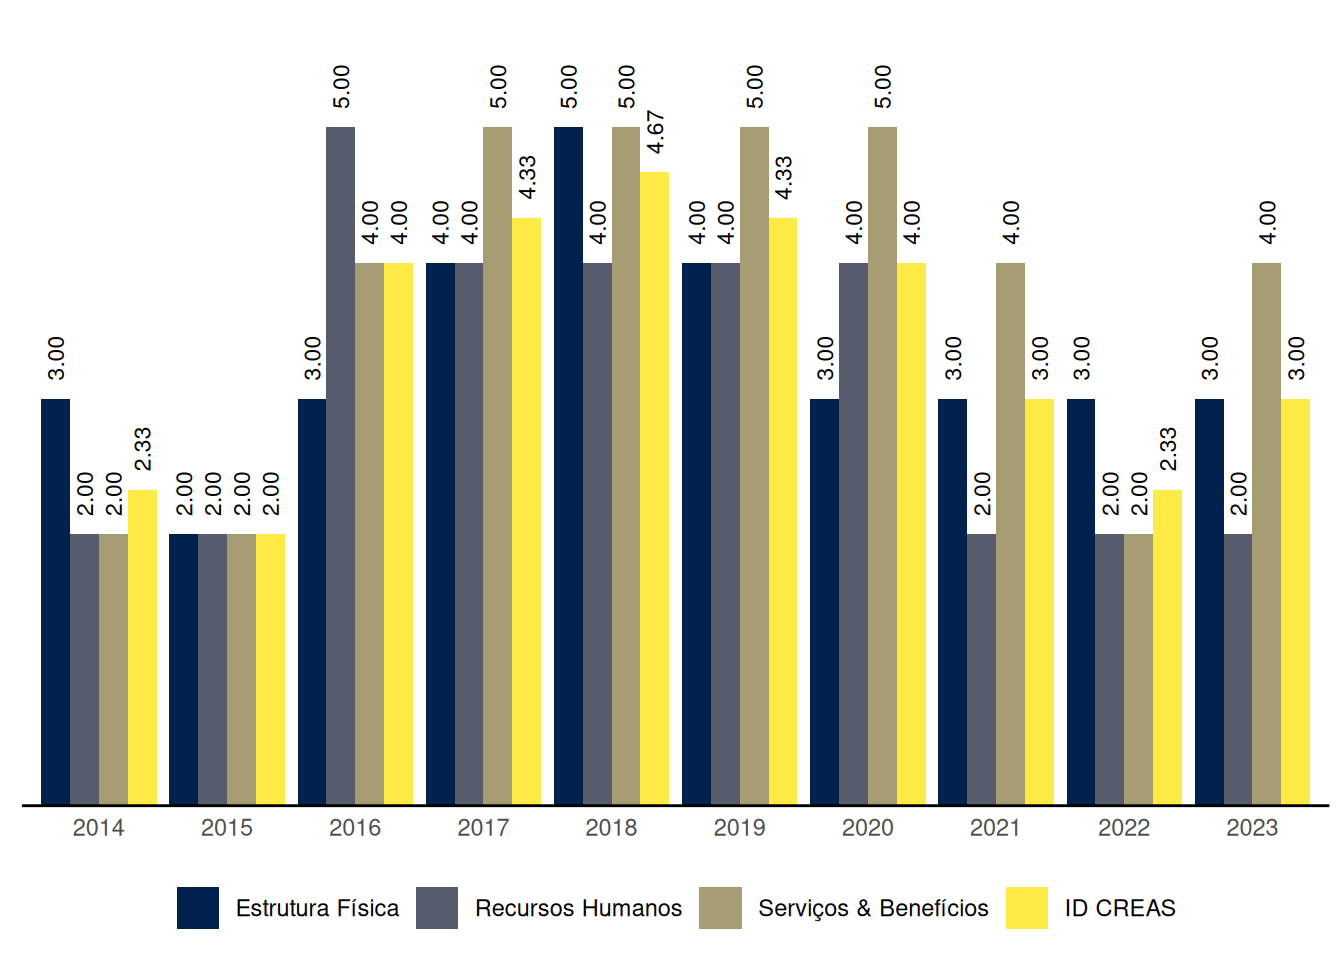 3.00 2.00 2.00 2.33
2.00 2.00 2.00 2.00
3.00 5.00 4.00 4.00
4.00 4.00 5.00 4.33
5.00 4.00 5.00 4.67
4.00 4.00 5.00 4.33
3.00 4.00 5.00 4.00
3.00 2.00 4.00 3.00
3.00 2.00 2.00 2.33
3.00 2.00 4.00 3.00
2014 2015 2016 2017 2018 2019 2020 2021 2022 2023
Estrutura Física Recursos Humanos Serviços & Benefícios ID CREAS